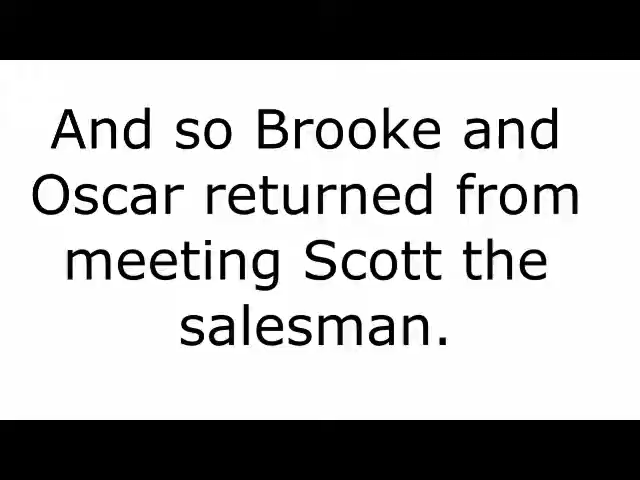 And so Brooke and
Oscar returned from
meeting Scott the
salesman.